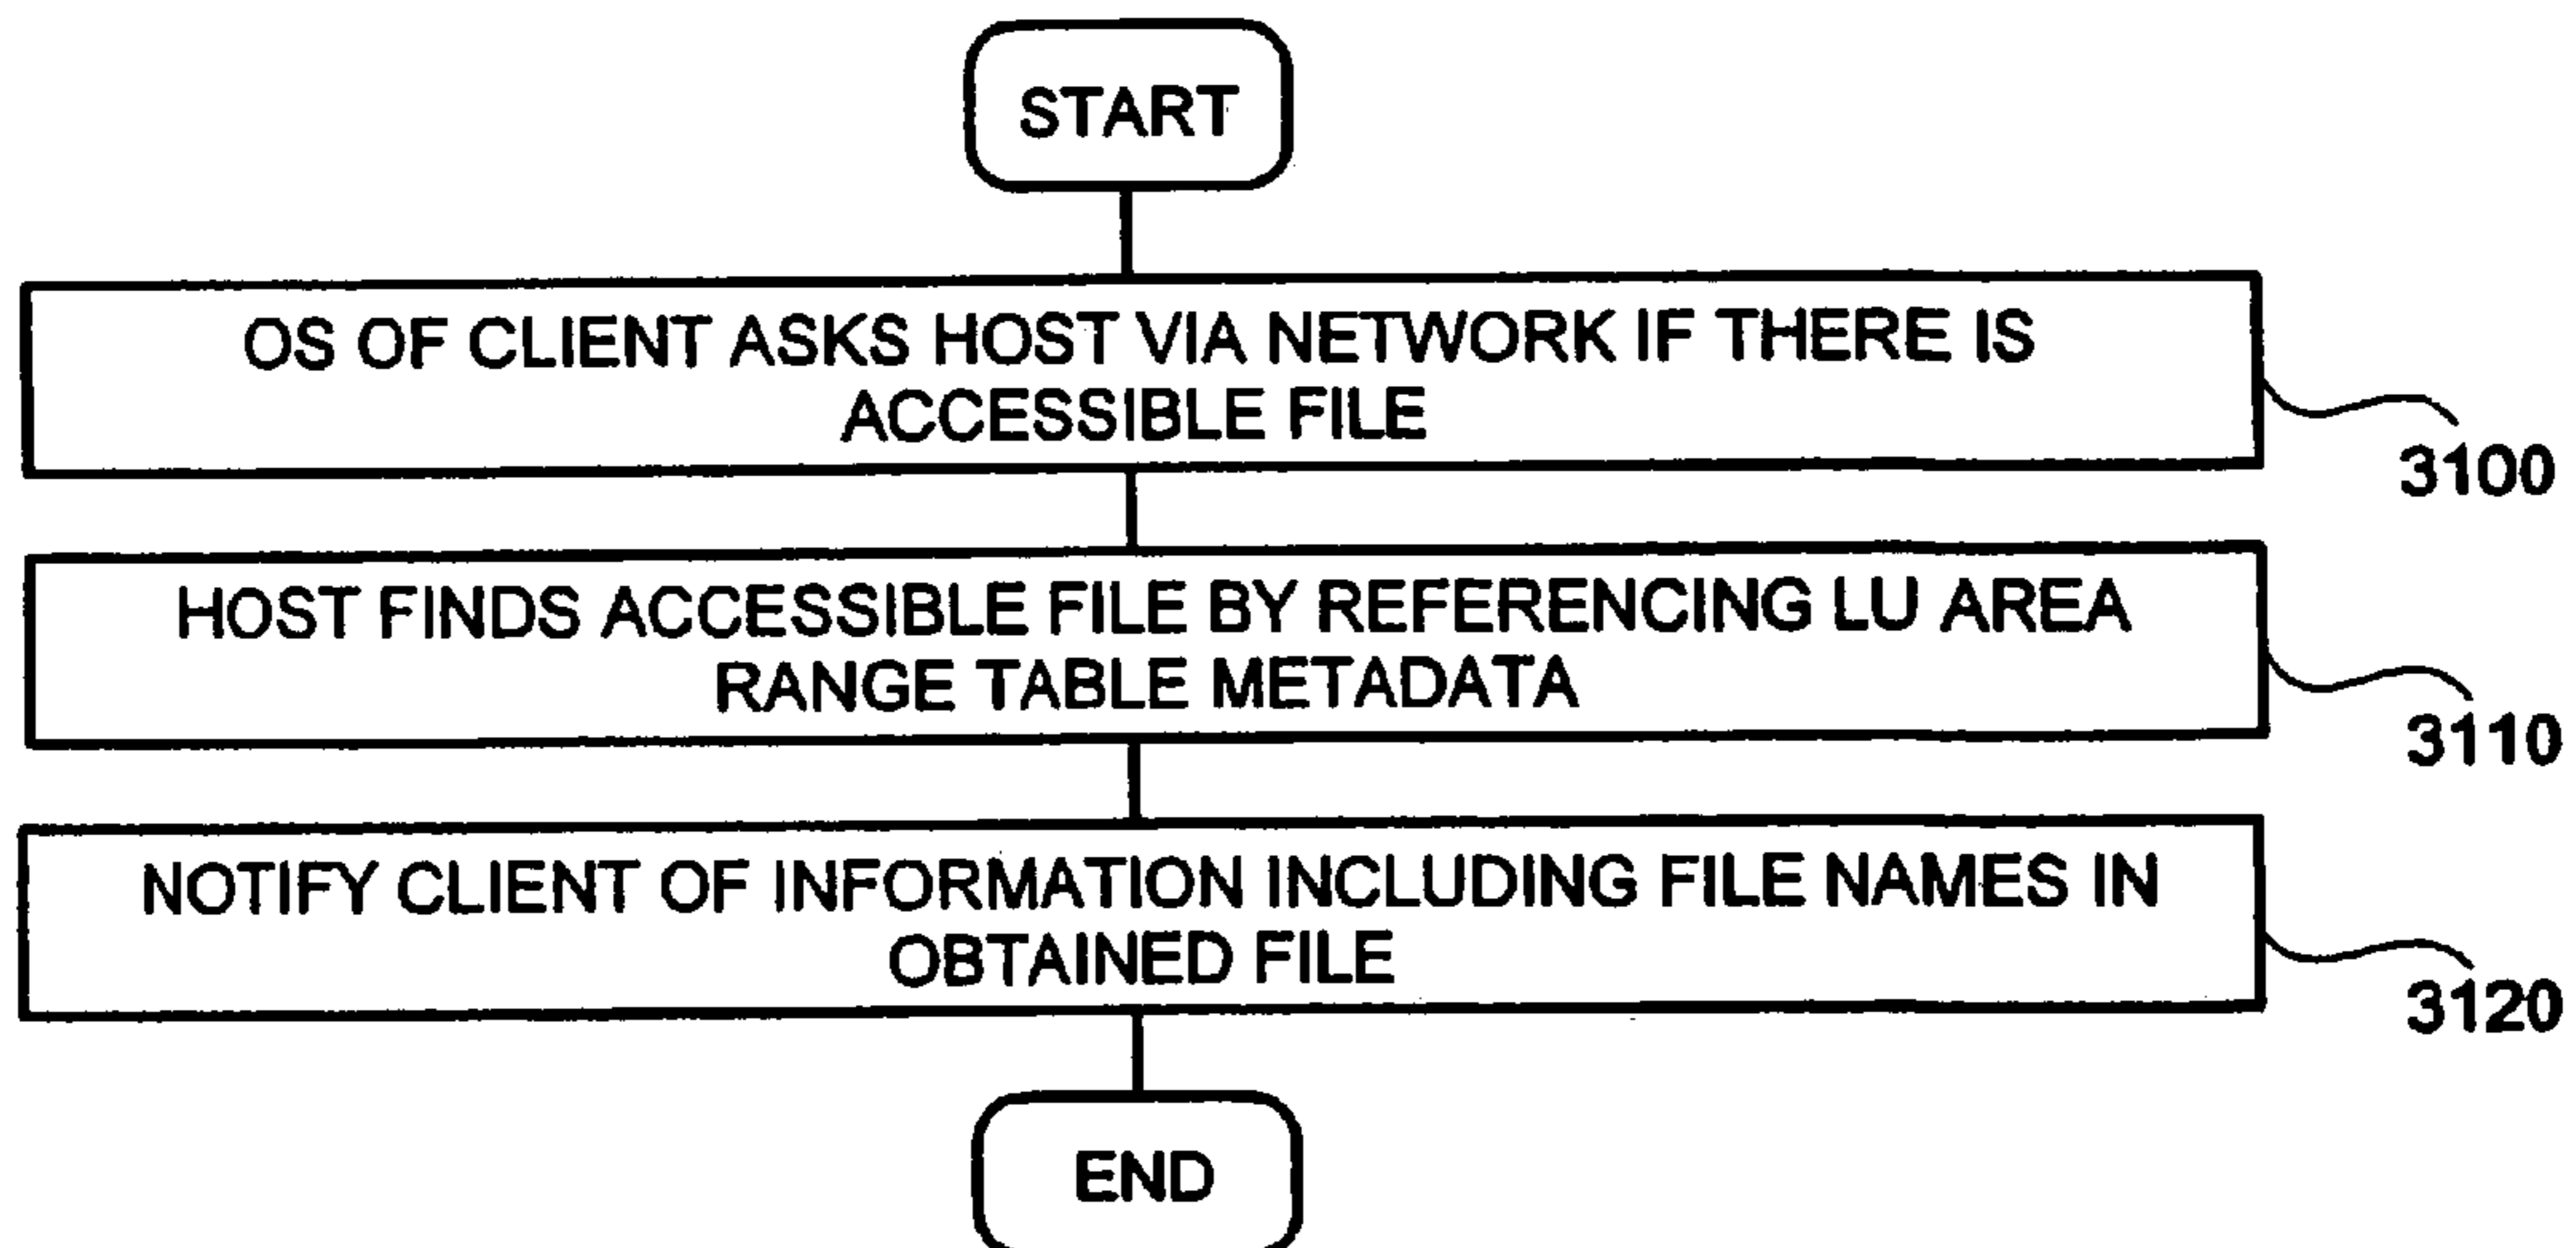 START
OS OF CLIENT ASKS HOST VIA NETWORK IF THERE IS
ACCESSIBLE FILE
3100
HOST FINDS ACCESSIBLE FILE BY REFERENCING LU AREA
RANGE TABLE METADATA
3110
NOTIFY CLIENT OF INFORMATION INCLUDING FILE NAMES IN
OBTAINED FILE
3120
END